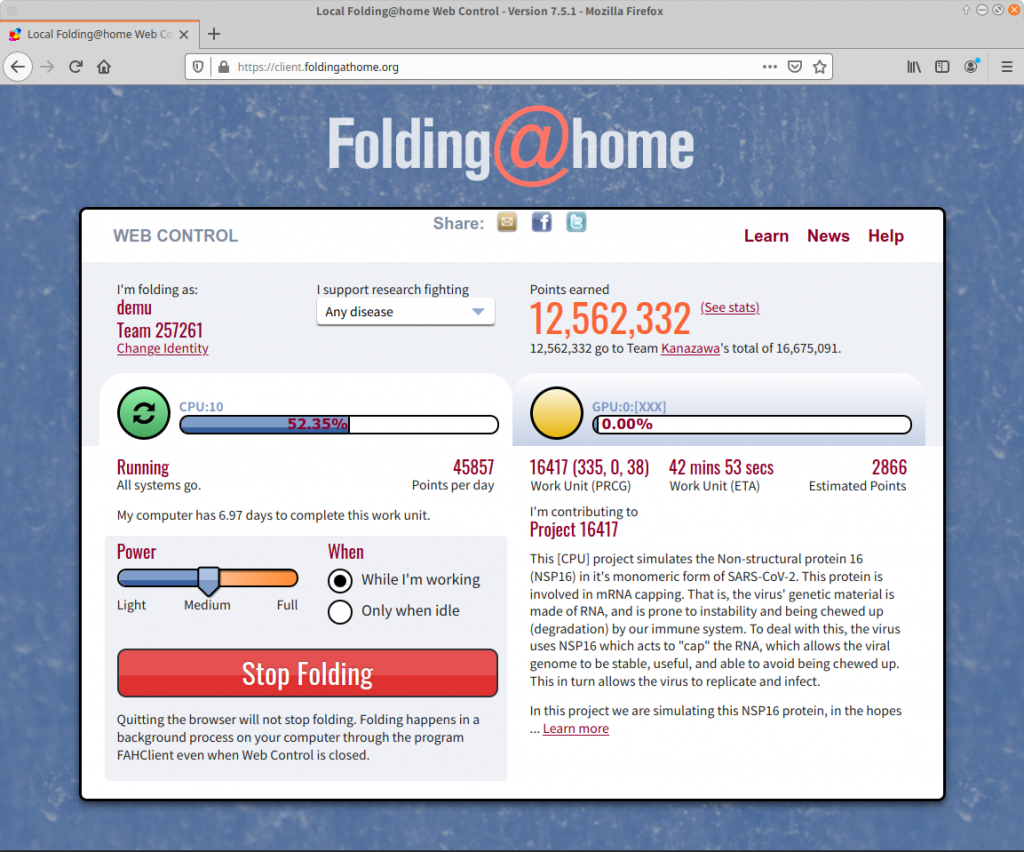 Local Folding@home Web Control - Version 7.5.1 - Mozilla Firefox
Local Folding@home Web Co
https://client.foldingathome.org
Folding@home
WEB CONTROL
Share:
Learn News Help
I'm folding as:
demu
Team 257261
Change Identity
I support research fighting
Any disease
Points earned
12,562,332 (See stats)
12,562,332 go to Team Kanazawa's total of 16,675,091.
CPU:10
52.35%
GPU:0:[XXX]
0.00%
Running
All systems go.
45857
Points per day
My computer has 6.97 days to complete this work unit.
Power
Light Medium Full
When
While I'm working
Only when idle
Stop Folding
Quitting the browser will not stop folding. Folding happens in a
background process on your computer through the program
FAHClient even when Web Control is closed.
16417 (335, 0, 38)
Work Unit (PRCG)
42 mins 53 secs
Work Unit (ETA)
2866
Estimated Points
I'm contributing to
Project 16417
This [CPU] project simulates the Non-structural protein 16
(NSP16) in it's monomeric form of SARS-CoV-2. This protein is
involved in mRNA capping. That is, the virus' genetic material is
made of RNA, and is prone to instability and being chewed up
(degradation) by our immune system. To deal with this, the virus
uses NSP16 which acts to "cap" the RNA, which allows the viral
genome to be stable, useful, and able to avoid being chewed up.
This in turn allows the virus to replicate and infect.
In this project we are simulating this NSP16 protein, in the hopes
... Learn more